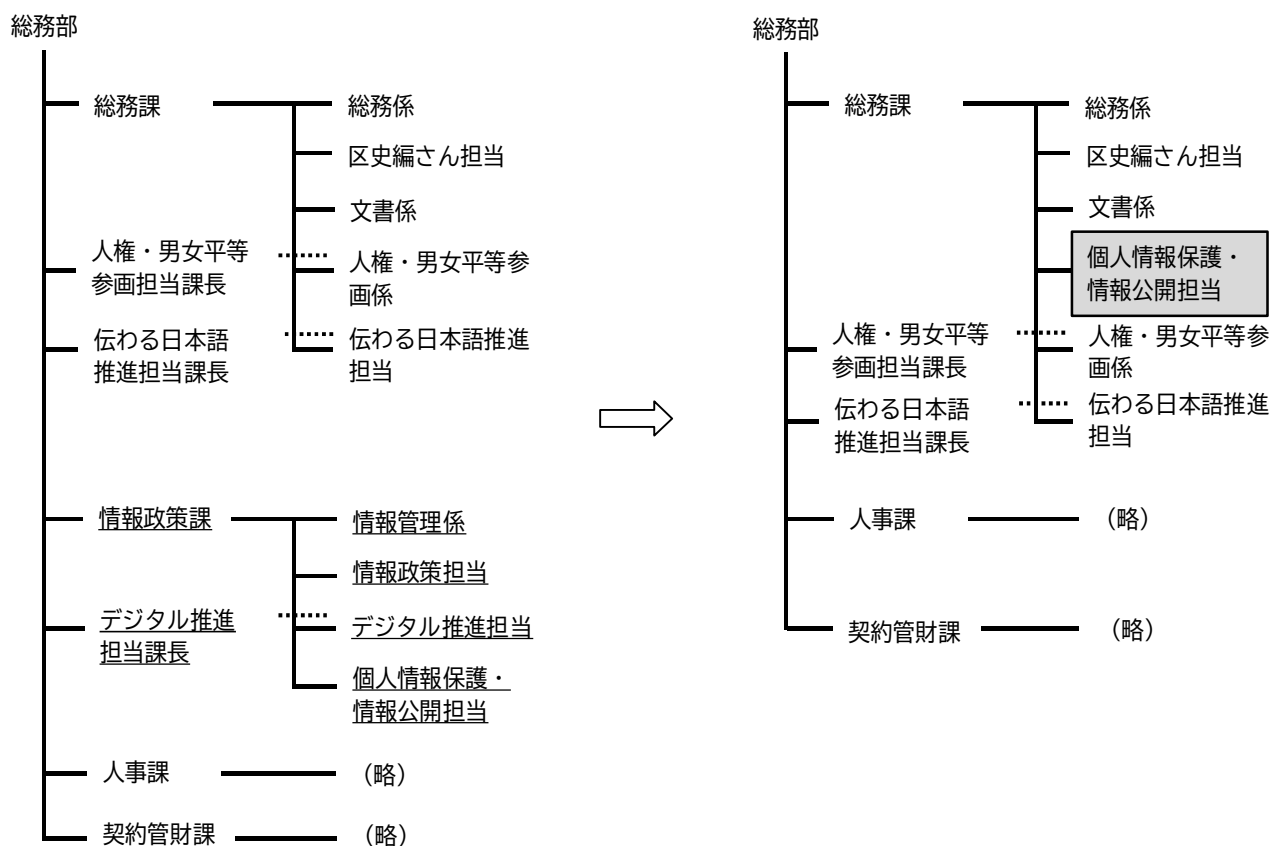 総務部
総務課
総務係
区史編さん担当
文書係
人権・男女平等
参画担当課長
人権・男女平等参
画係
伝わる日本語
推進担当課長
伝わる日本語推進
担当
情報政策課
情報管理係
情報政策担当
デジタル推進
担当課長
デジタル推進担当
個人情報保護・
情報公開担当
人事課
（略）
契約管財課
（略）
総務部
総務課
総務係
区史編さん担当
文書係
個人情報保護・
情報公開担当
人権・男女平等
参画担当課長
人権・男女平等参
画係
伝わる日本語
推進担当課長
伝わる日本語推進
担当
人事課
（略）
契約管財課
（略）